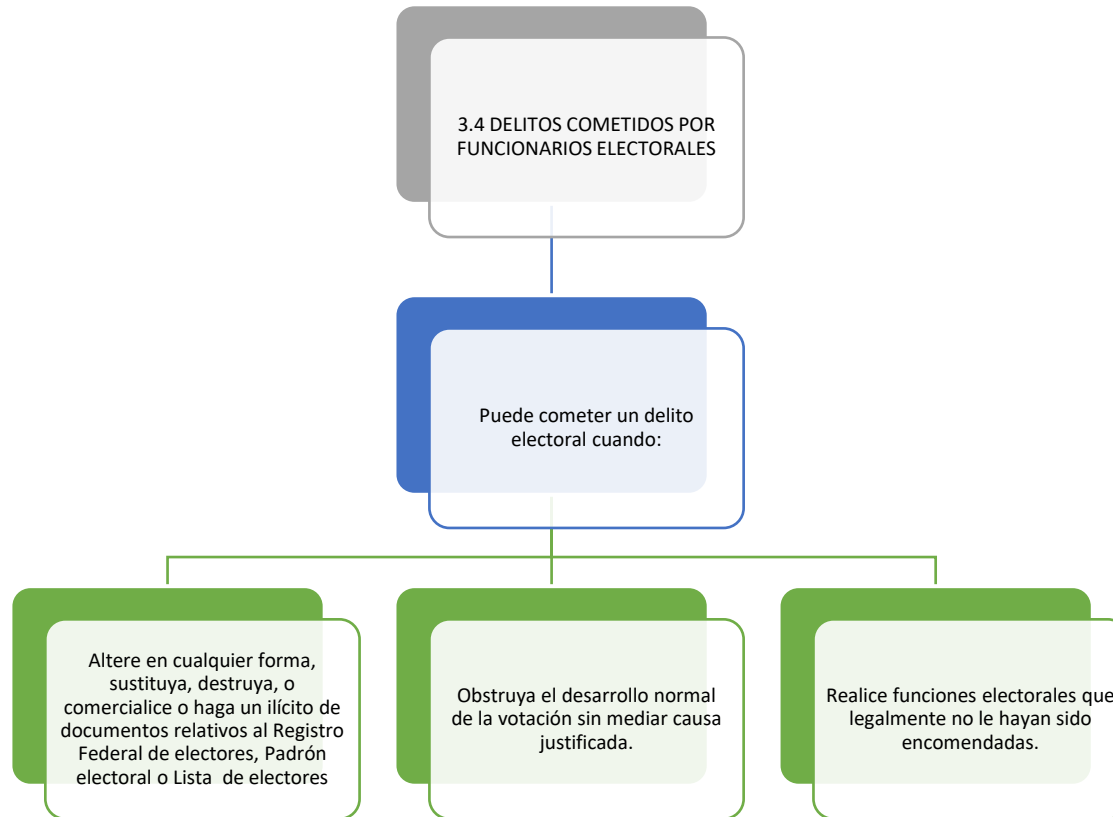 3.4 DELITOS COMETIDOS POR
FUNCIONARIOS ELECTORALES
Puede cometer un delito
electoral cuando:
Altere en cualquier forma,
sustituya, destruya, o
comercialice o haga un ilícito de
documentos relativos al Registro
Federal de electores, Padrón
electoral o Lista de electores
Obstruya el desarrollo normal
de la votación sin mediar causa
justificada.
Realice funciones electorales que
legalmente no le hayan sido
encomendadas.